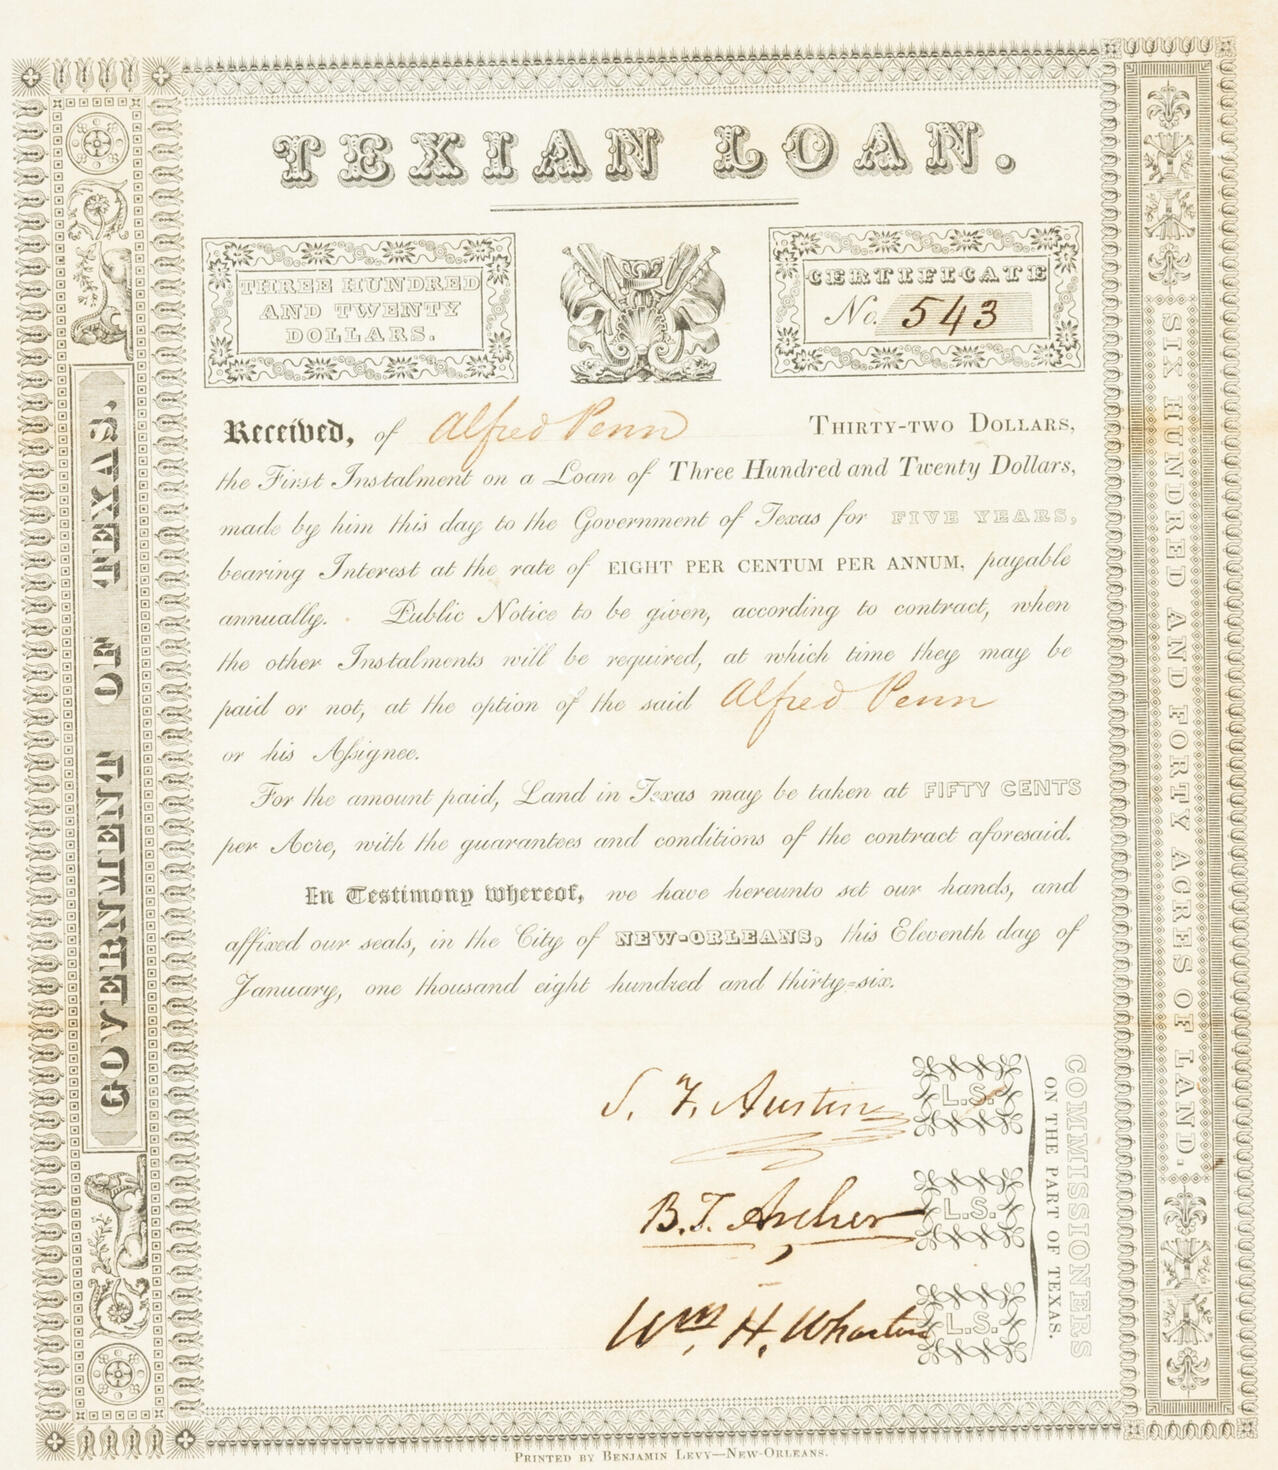 TEXIAN LOAN.
THREE HUNDRED
AND TWENTY
DOLLARS.
CERTIFICATE
No. 543
Received, of Alfred Penn THIRTY-TWO DOLLARS,
the First Instalment on a Loan of Three Hundred and Twenty Dollars,
made by him this day to the Government of Texas for FIVE YEARS,
bearing Interest at the rate of EIGHT PER CENTUM PER ANNUM, payable
annually. Public Notice to be given, according to contract, when
the other Instalments will be required, at which time they may be
paid or not, at the option of the said Alfred Penn
or his Assignee.
For the amount paid, Land in Texas may be taken at FIFTY CENTS
per Acre, with the guarantees and conditions of the contract aforesaid.
In Testimony whereof, we have hereunto set our hands, and
affixed our seals, in the City of NEW-ORLEANS, this Eleventh day of
January, one thousand eight hundred and thirty-six.
S. F. Austin L.S.
B. T. Archer L.S.
Wm. H. Wharton L.S.
COMMISSIONERS
ON THE PART OF TEXAS.
GOVERNMENT OF TEXAS.
SIX HUNDRED AND FORTY ACRES OF LAND.
PRINTED BY BENJAMIN LEVY—NEW-ORLEANS.